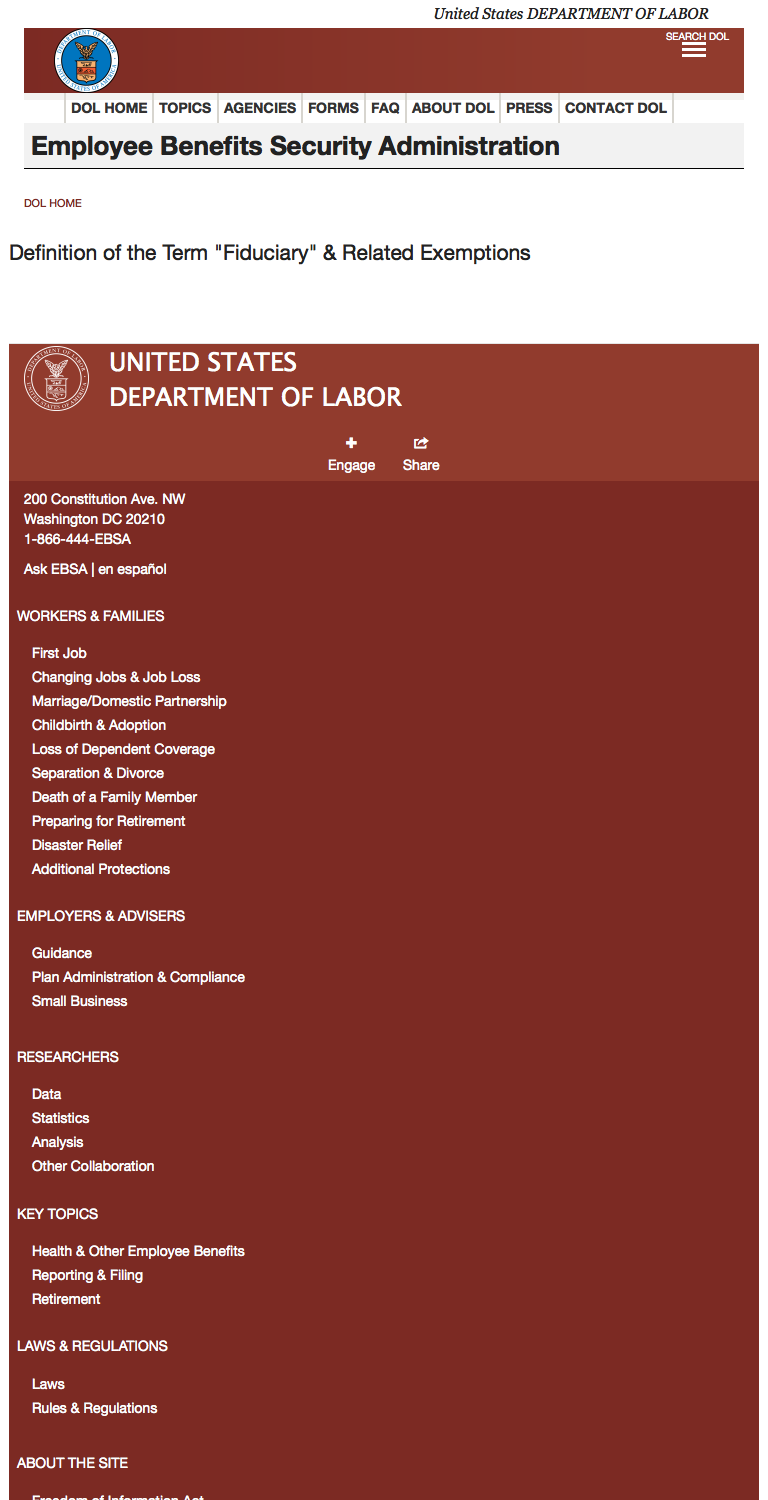 United States DEPARTMENT OF LABOR
SEARCH DOL
DOL HOME TOPICS AGENCIES FORMS FAQ ABOUT DOL PRESS CONTACT DOL
Employee Benefits Security Administration
DOL HOME
Definition of the Term "Fiduciary" & Related Exemptions
UNITED STATES
DEPARTMENT OF LABOR
Engage Share
200 Constitution Ave. NW
Washington DC 20210
1-866-444-EBSA
Ask EBSA | en español
WORKERS & FAMILIES
First Job
Changing Jobs & Job Loss
Marriage/Domestic Partnership
Childbirth & Adoption
Loss of Dependent Coverage
Separation & Divorce
Death of a Family Member
Preparing for Retirement
Disaster Relief
Additional Protections
EMPLOYERS & ADVISERS
Guidance
Plan Administration & Compliance
Small Business
RESEARCHERS
Data
Statistics
Analysis
Other Collaboration
KEY TOPICS
Health & Other Employee Benefits
Reporting & Filing
Retirement
LAWS & REGULATIONS
Laws
Rules & Regulations
ABOUT THE SITE
Freedom of Information Act